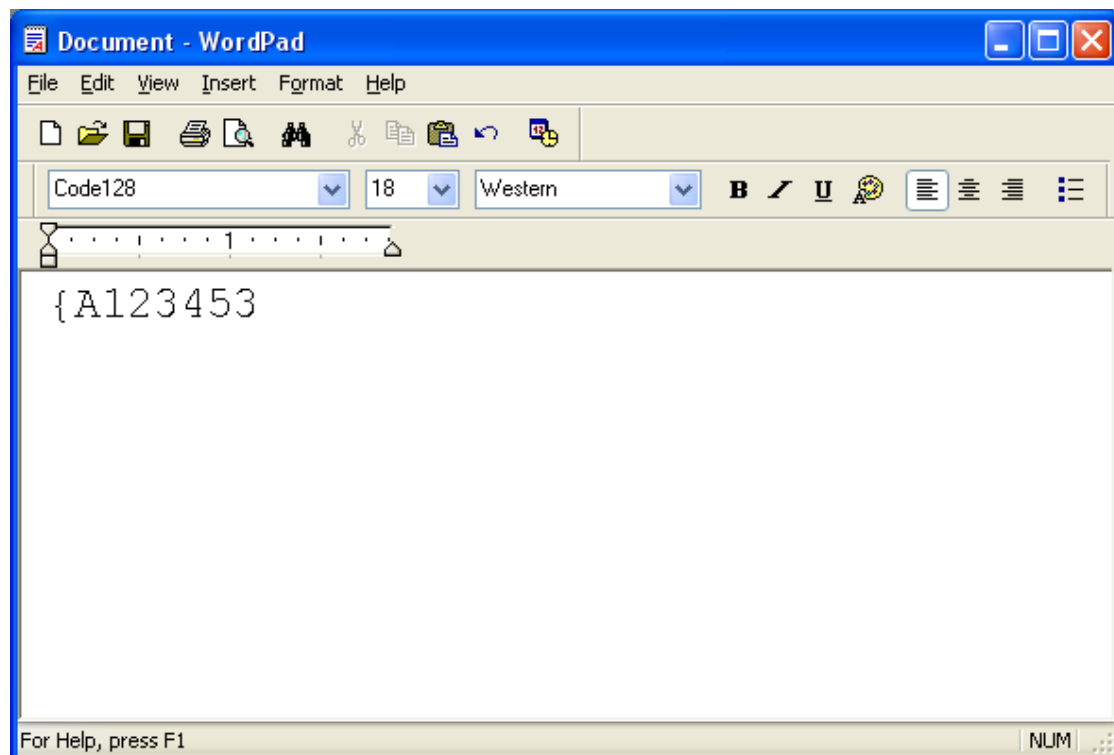 Document - WordPad
File Edit View Insert Format Help
Code128 18 Western B I U
1
{A123453
For Help, press F1 NUM